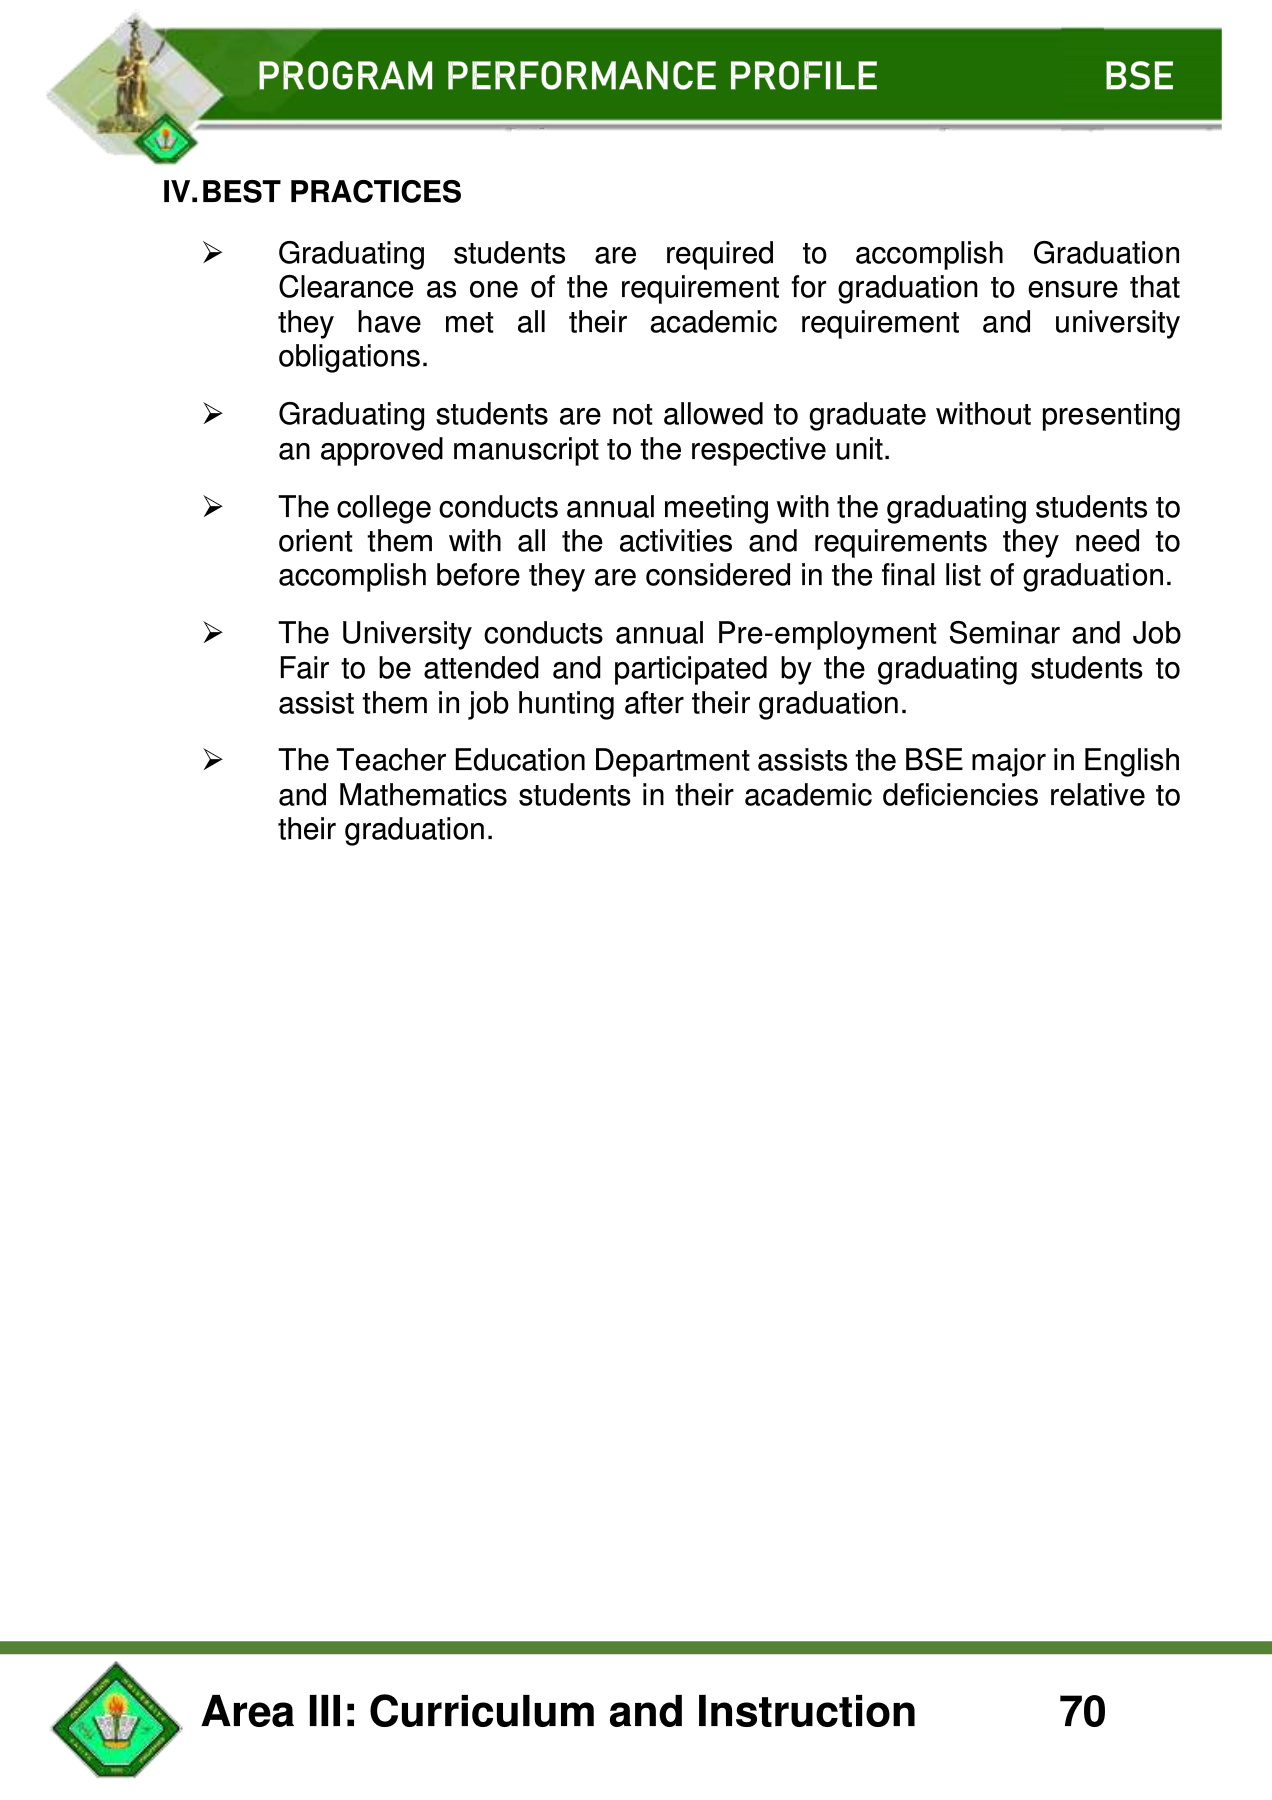 PROGRAM PERFORMANCE PROFILE BSE
IV. BEST PRACTICES
➢ Graduating students are required to accomplish Graduation
Clearance as one of the requirement for graduation to ensure that
they have met all their academic requirement and university
obligations.
➢ Graduating students are not allowed to graduate without presenting
an approved manuscript to the respective unit.
➢ The college conducts annual meeting with the graduating students to
orient them with all the activities and requirements they need to
accomplish before they are considered in the final list of graduation.
➢ The University conducts annual Pre-employment Seminar and Job
Fair to be attended and participated by the graduating students to
assist them in job hunting after their graduation.
➢ The Teacher Education Department assists the BSE major in English
and Mathematics students in their academic deficiencies relative to
their graduation.
Area III: Curriculum and Instruction 70